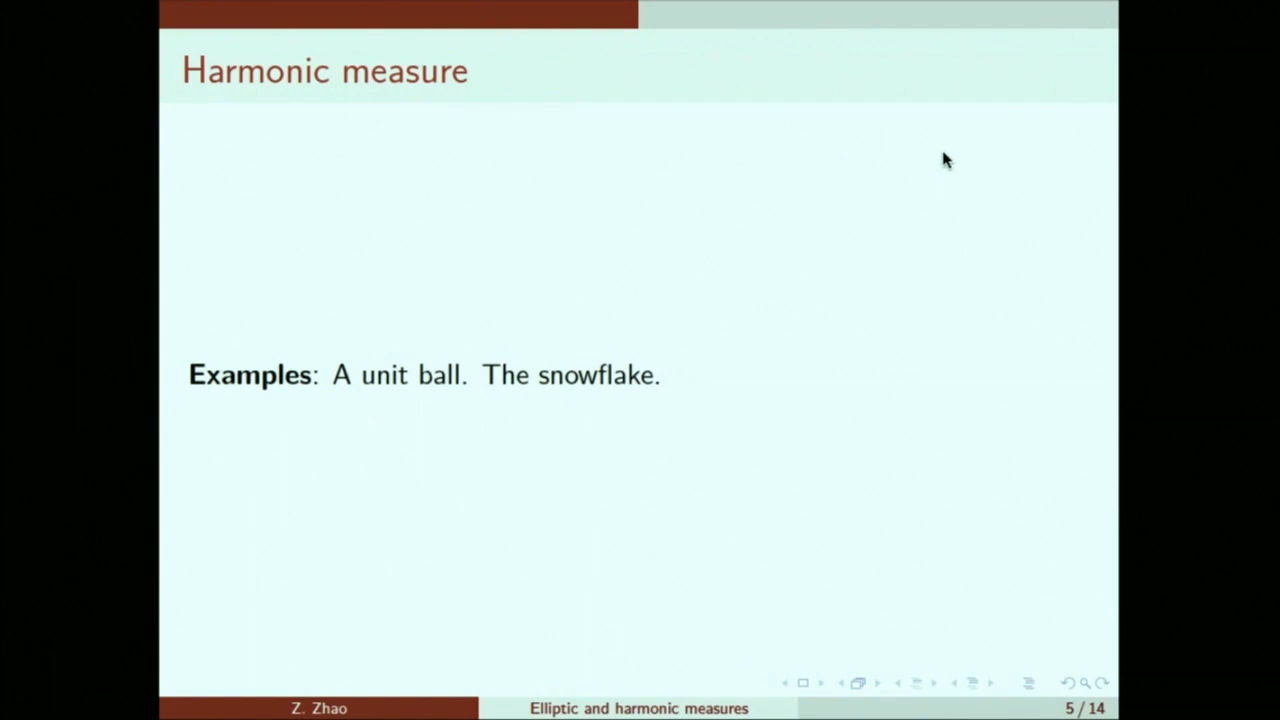 Harmonic measure
Examples: A unit ball. The snowflake.
Z. Zhao
Elliptic and harmonic measures
5 / 14